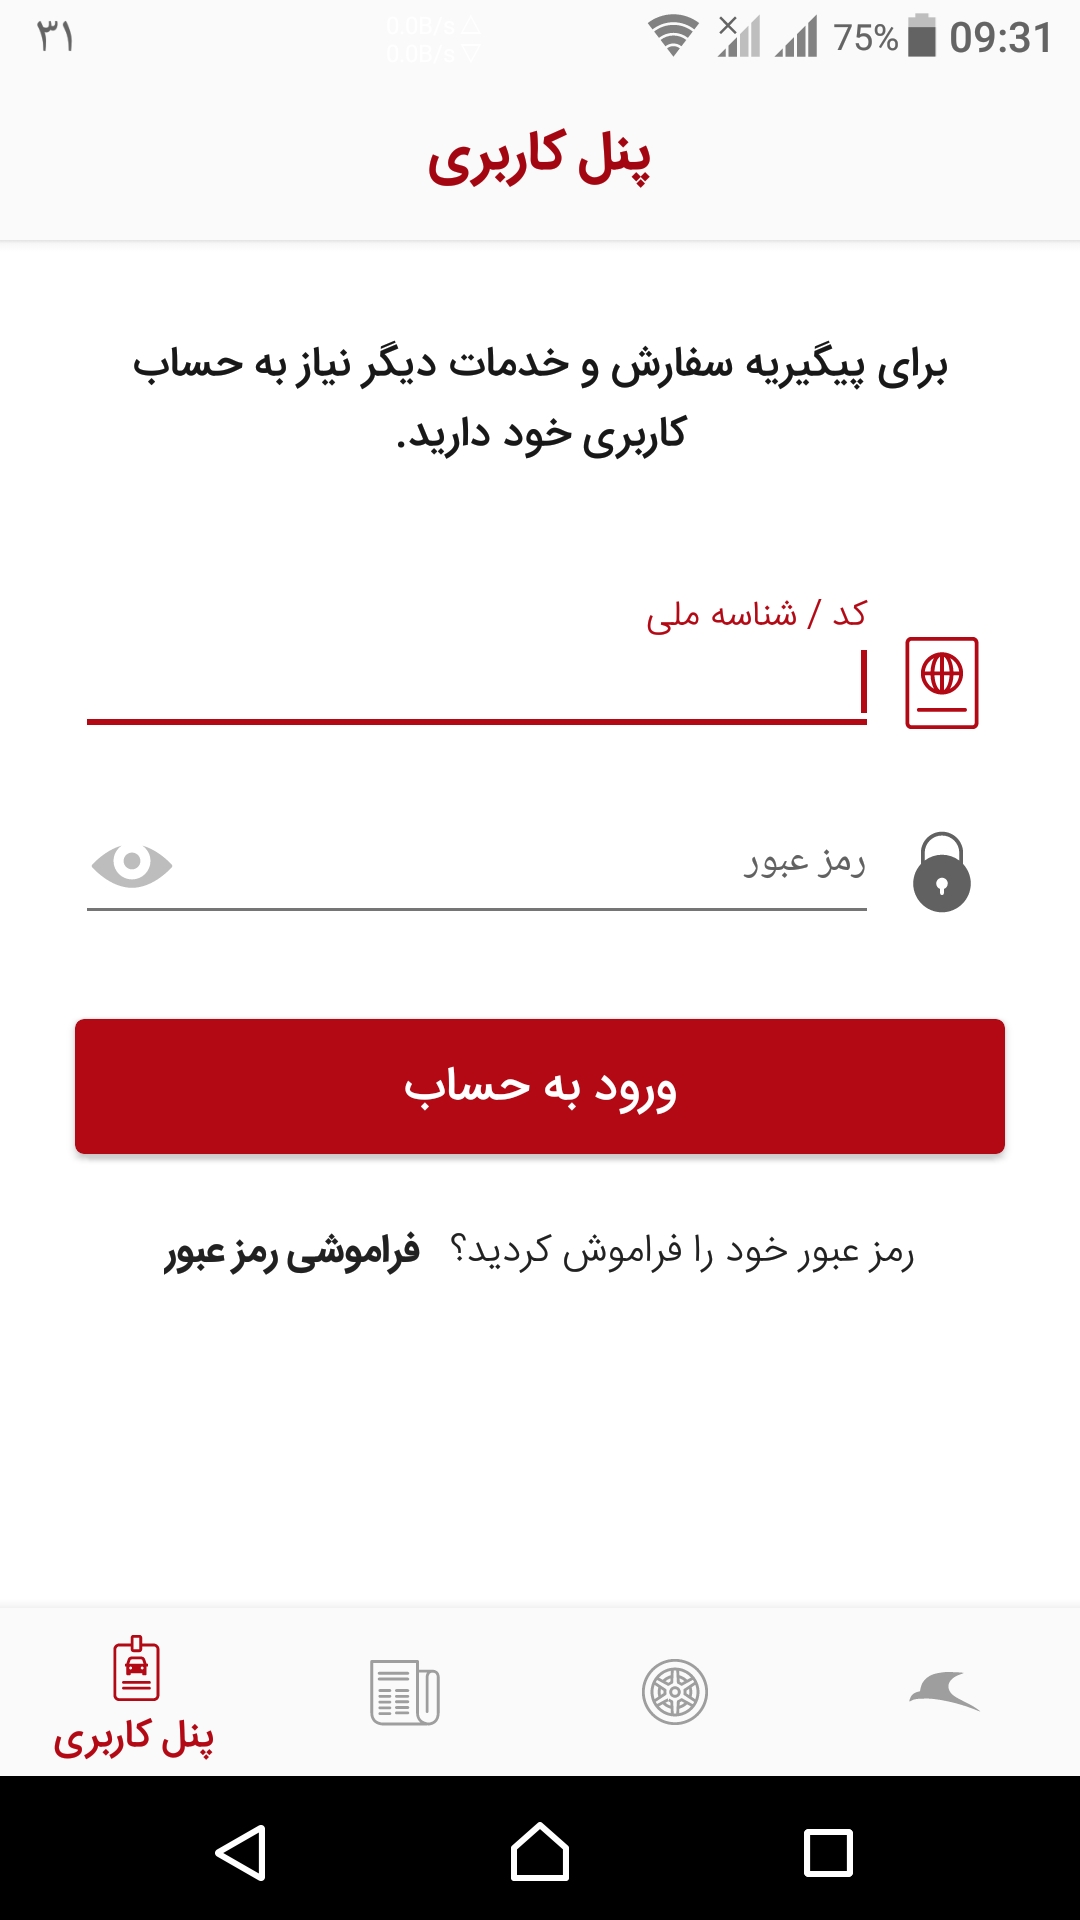 ۳۱ 0.0B/s 75% 09:31
0.0B/s
پنل کاربری
برای پیگیریه سفارش و خدمات دیگر نیاز به حساب
کاربری خود دارید.
کد / شناسه ملی
رمز عبور
ورود به حساب
رمز عبور خود را فراموش کردید؟ فراموشی رمز عبور
پنل کاربری